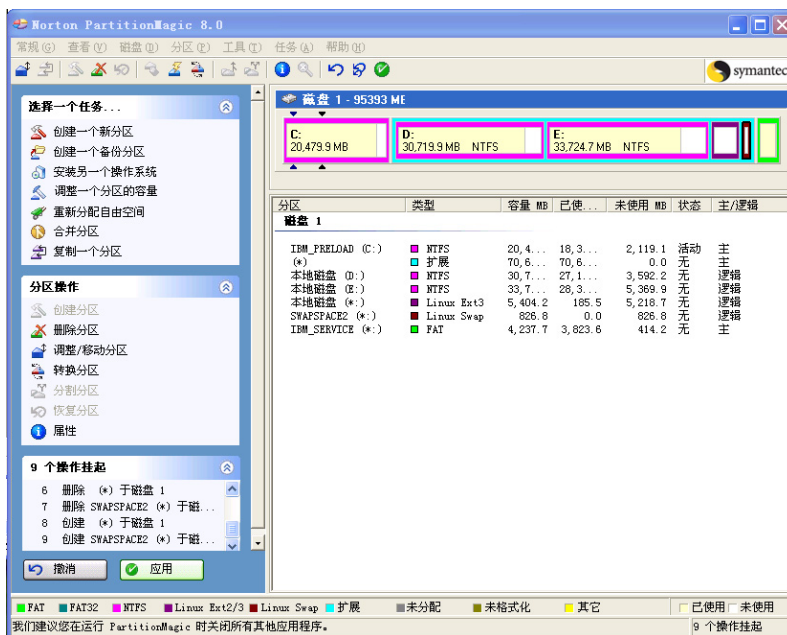 Norton PartitionMagic 8.0
常规(G) 查看(V) 磁盘(D) 分区(P) 工具(T) 任务(A) 帮助(H)
symantec
选择一个任务...
创建一个新分区
创建一个备份分区
安装另一个操作系统
调整一个分区的容量
重新分配自由空间
合并分区
复制一个分区
分区操作
创建分区
删除分区
调整/移动分区
转换分区
分割分区
恢复分区
属性
9 个操作挂起
6 删除 (*) 于磁盘 1
7 删除 SWAPSPACE2 (*) 于磁...
8 创建 (*) 于磁盘 1
9 创建 SWAPSPACE2 (*) 于磁...
撤消 应用
磁盘 1 - 95393 MB
C: D: E:
20,479.9 MB 30,719.9 MB NTFS 33,724.7 MB NTFS
分区 类型 容量 MB 已使... 未使用 MB 状态 主/逻辑
磁盘 1
IBM_PRELOAD (C:) NTFS 20,4... 18,3... 2,119.1 活动 主
(*) 扩展 70,6... 70,6... 0.0 无 主
本地磁盘 (D:) NTFS 30,7... 27,1... 3,592.2 无 逻辑
本地磁盘 (E:) NTFS 33,7... 28,3... 5,369.9 无 逻辑
本地磁盘 (*:) Linux Ext3 5,404.2 185.5 5,218.7 无 逻辑
SWAPSPACE2 (*:) Linux Swap 826.8 0.0 826.8 无 逻辑
IBM_SERVICE (*:) FAT 4,237.7 3,823.6 414.2 无 主
FAT FAT32 NTFS Linux Ext2/3 Linux Swap 扩展 未分配 未格式化 其它 已使用 未使用
我们建议您在运行 PartitionMagic 时关闭所有其他应用程序。 9 个操作挂起